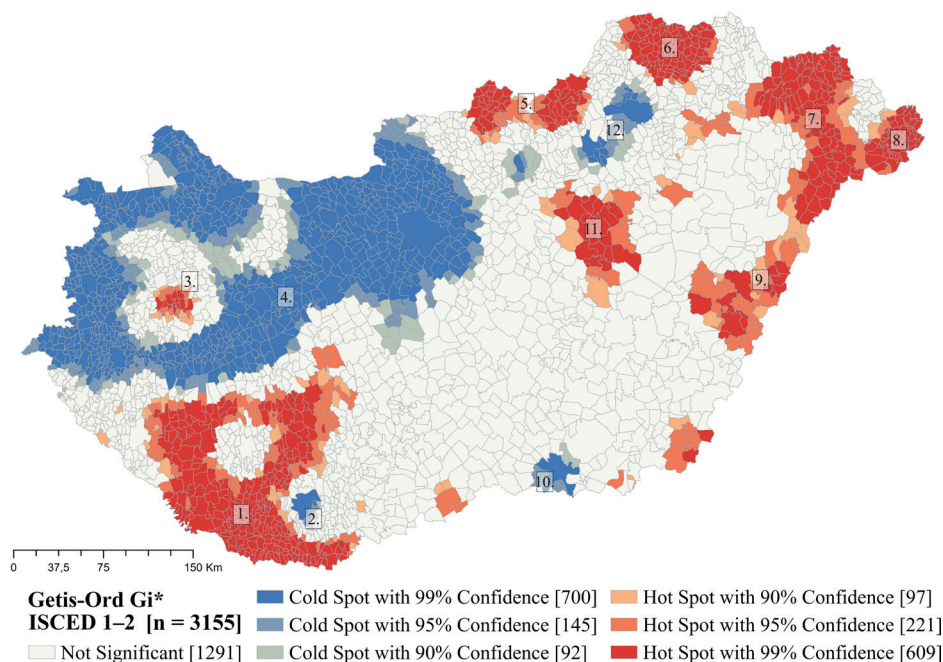 6.
5.
7.
12.
8.
11.
3.
9.
4.
10.
1.
2.
0 37,5 75 150 Km
Getis-Ord Gi*
ISCED 1–2 [n = 3155]
Not Significant [1291]
Cold Spot with 99% Confidence [700]
Cold Spot with 95% Confidence [145]
Cold Spot with 90% Confidence [92]
Hot Spot with 90% Confidence [97]
Hot Spot with 95% Confidence [221]
Hot Spot with 99% Confidence [609]